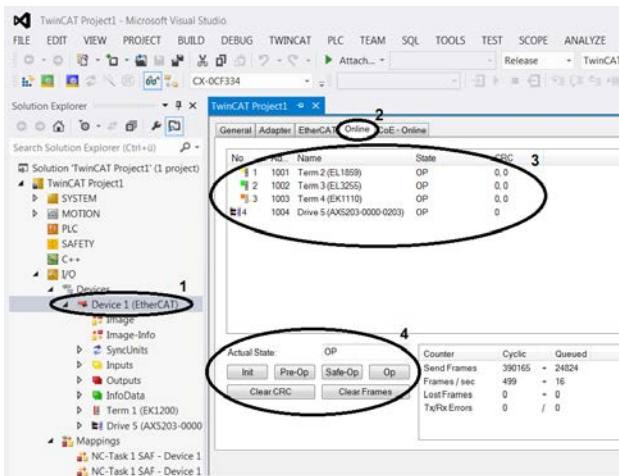 TwinCAT Project1 - Microsoft Visual Studio
FILE EDIT VIEW PROJECT BUILD DEBUG TWINCAT PLC TEAM SQL TOOLS TEST SCOPE ANALYZE
Attach... Release TwinCAT
CX-0CF334
Solution Explorer
TwinCAT Project1
2
General Adapter EtherCAT Online CoE - Online
Search Solution Explorer (Ctrl+ü)
Solution 'TwinCAT Project1' (1 project)
TwinCAT Project1
SYSTEM
MOTION
PLC
SAFETY
C++
I/O
Devices
1
Device 1 (EtherCAT)
Image
Image-Info
SyncUnits
Inputs
Outputs
InfoData
Term 1 (EK1200)
Drive 5 (AX5203-0000
Mappings
NC-Task 1 SAF - Device 1
NC-Task 1 SAF - Device 1
No Ad... Name State CRC
3
1 1001 Term 2 (EL1859) OP 0, 0
2 1002 Term 3 (EL3255) OP 0, 0
3 1003 Term 4 (EK1110) OP 0, 0
4 1004 Drive 5 (AX5203-0000-0203) OP 0
4
Actual State: OP
Init Pre-Op Safe-Op Op
Clear CRC Clear Frames
Counter Cyclic Queued
Send Frames 390165 + 24824
Frames / sec 499 + 16
Lost Frames 0 + 0
Tx/Rx Errors 0 / 0